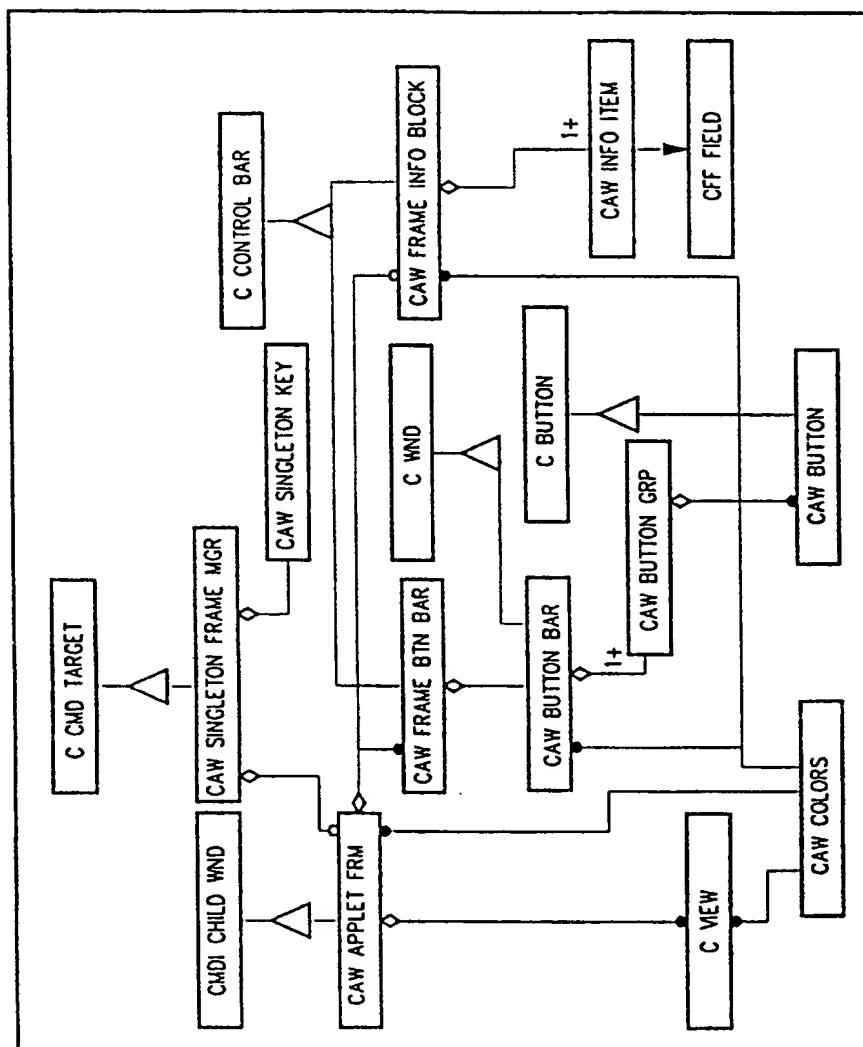 C CMD TARGET
CMDI CHILD WND
CAW SINGLETON FRAME MGR
CAW SINGLETON KEY
C CONTROL BAR
CAW APPLET FRM
CAW FRAME BTN BAR
C WND
CAW FRAME INFO BLOCK
CAW BUTTON BAR
C BUTTON
1+
1+
CAW INFO ITEM
CAW BUTTON GRP
C VIEW
CFF FIELD
CAW COLORS
CAW BUTTON